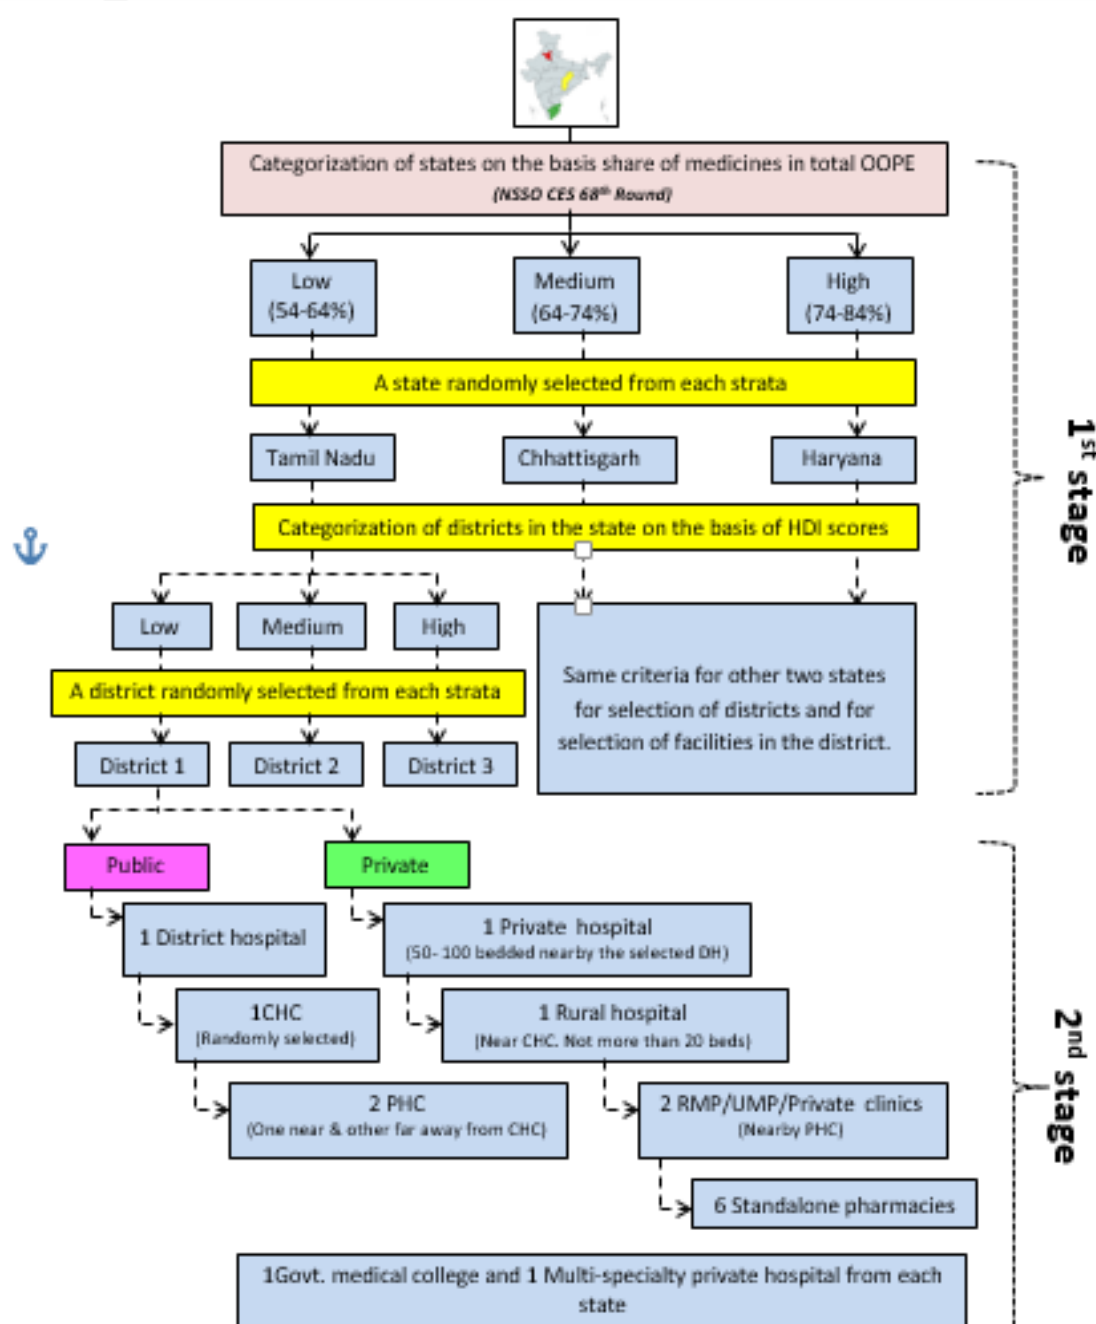 Categorization of states on the basis share of medicines in total OOPE
(NSSO CES 68th Round)
Low
(54-64%)
Medium
(64-74%)
High
(74-84%)
A state randomly selected from each strata
Tamil Nadu
Chhattisgarh
Haryana
Categorization of districts in the state on the basis of HDI scores
Low
Medium
High
A district randomly selected from each strata
District 1
District 2
District 3
Same criteria for other two states
for selection of districts and for
selection of facilities in the district.
1st stage
Public
Private
1 District hospital
1 Private hospital
(50- 100 bedded nearby the selected DH)
1CHC
(Randomly selected)
1 Rural hospital
(Near CHC. Not more than 20 beds)
2 PHC
(One near & other far away from CHC)
2 RMP/UMP/Private clinics
(Nearby PHC)
6 Standalone pharmacies
1Govt. medical college and 1 Multi-specialty private hospital from each
state
2nd stage